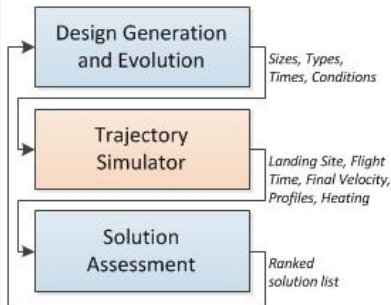 Design Generation
and Evolution
Sizes, Types,
Times, Conditions
Trajectory
Simulator
Landing Site, Flight
Time, Final Velocity,
Profiles, Heating
Solution
Assessment
Ranked
solution list